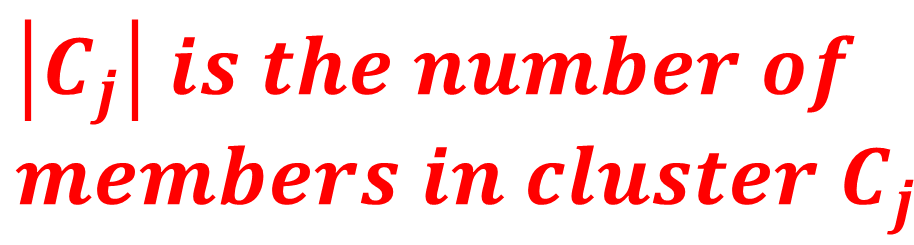 |C_j| is the number of
members in cluster C_j